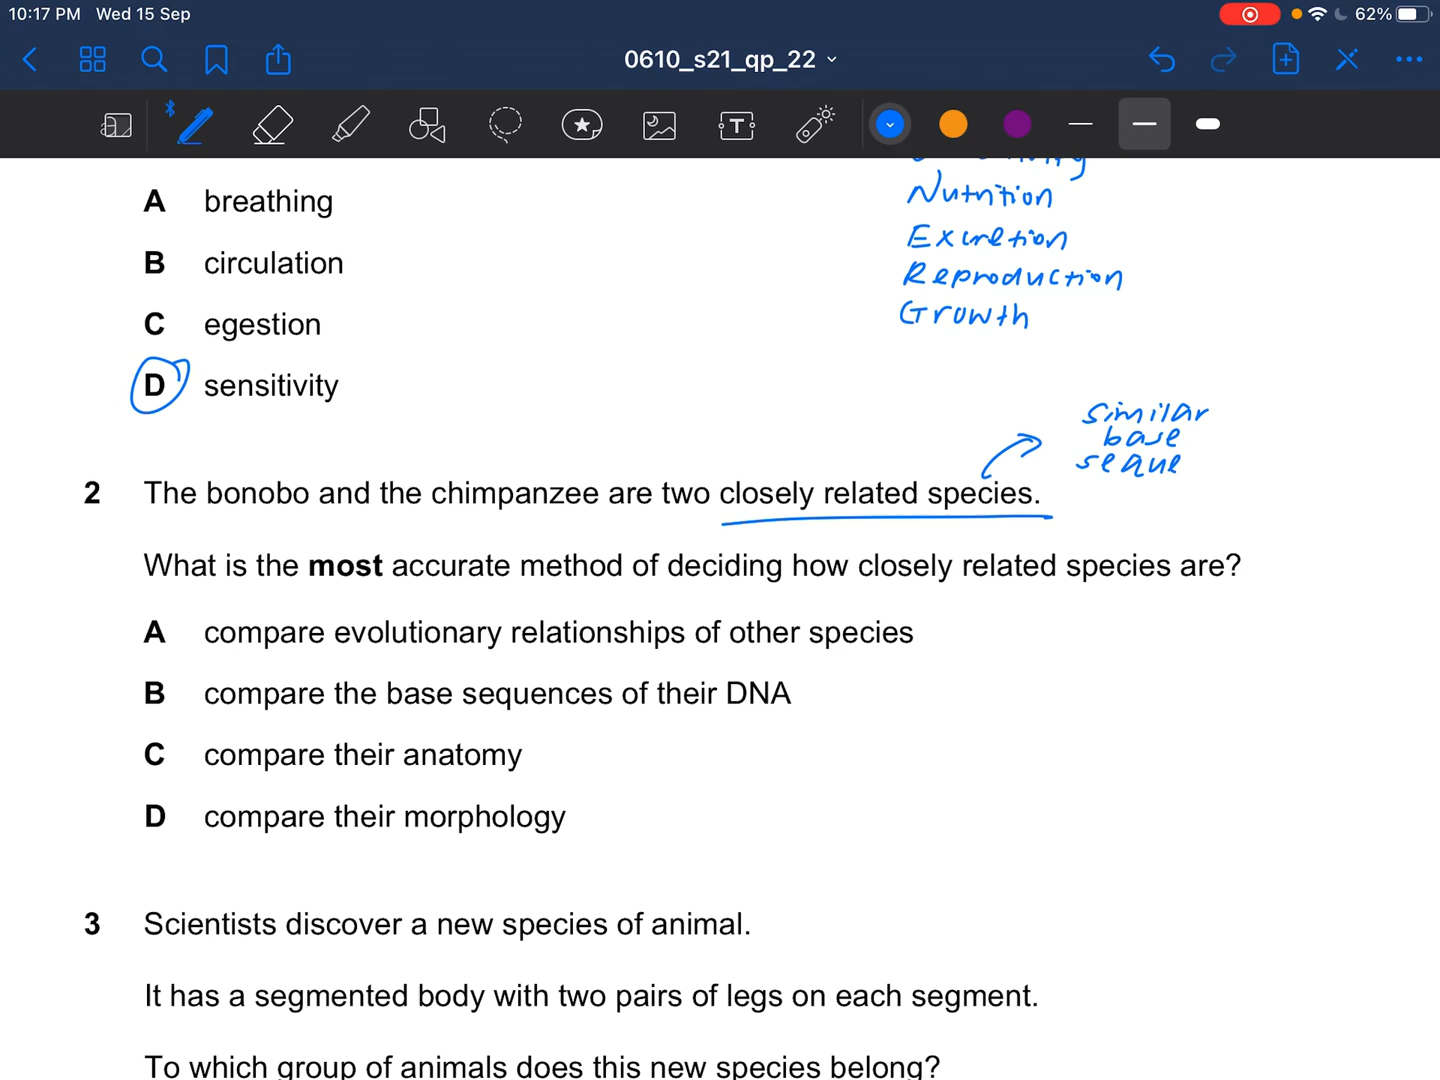 10:17 PM Wed 15 Sep
62%
0610_s21_qp_22
T
A breathing
Nutrition
Excretion
B circulation
Reproduction
C egestion
Growth
D sensitivity
similar
base
seque
2 The bonobo and the chimpanzee are two closely related species.
What is the most accurate method of deciding how closely related species are?
A compare evolutionary relationships of other species
B compare the base sequences of their DNA
C compare their anatomy
D compare their morphology
3 Scientists discover a new species of animal.
It has a segmented body with two pairs of legs on each segment.
To which group of animals does this new species belong?